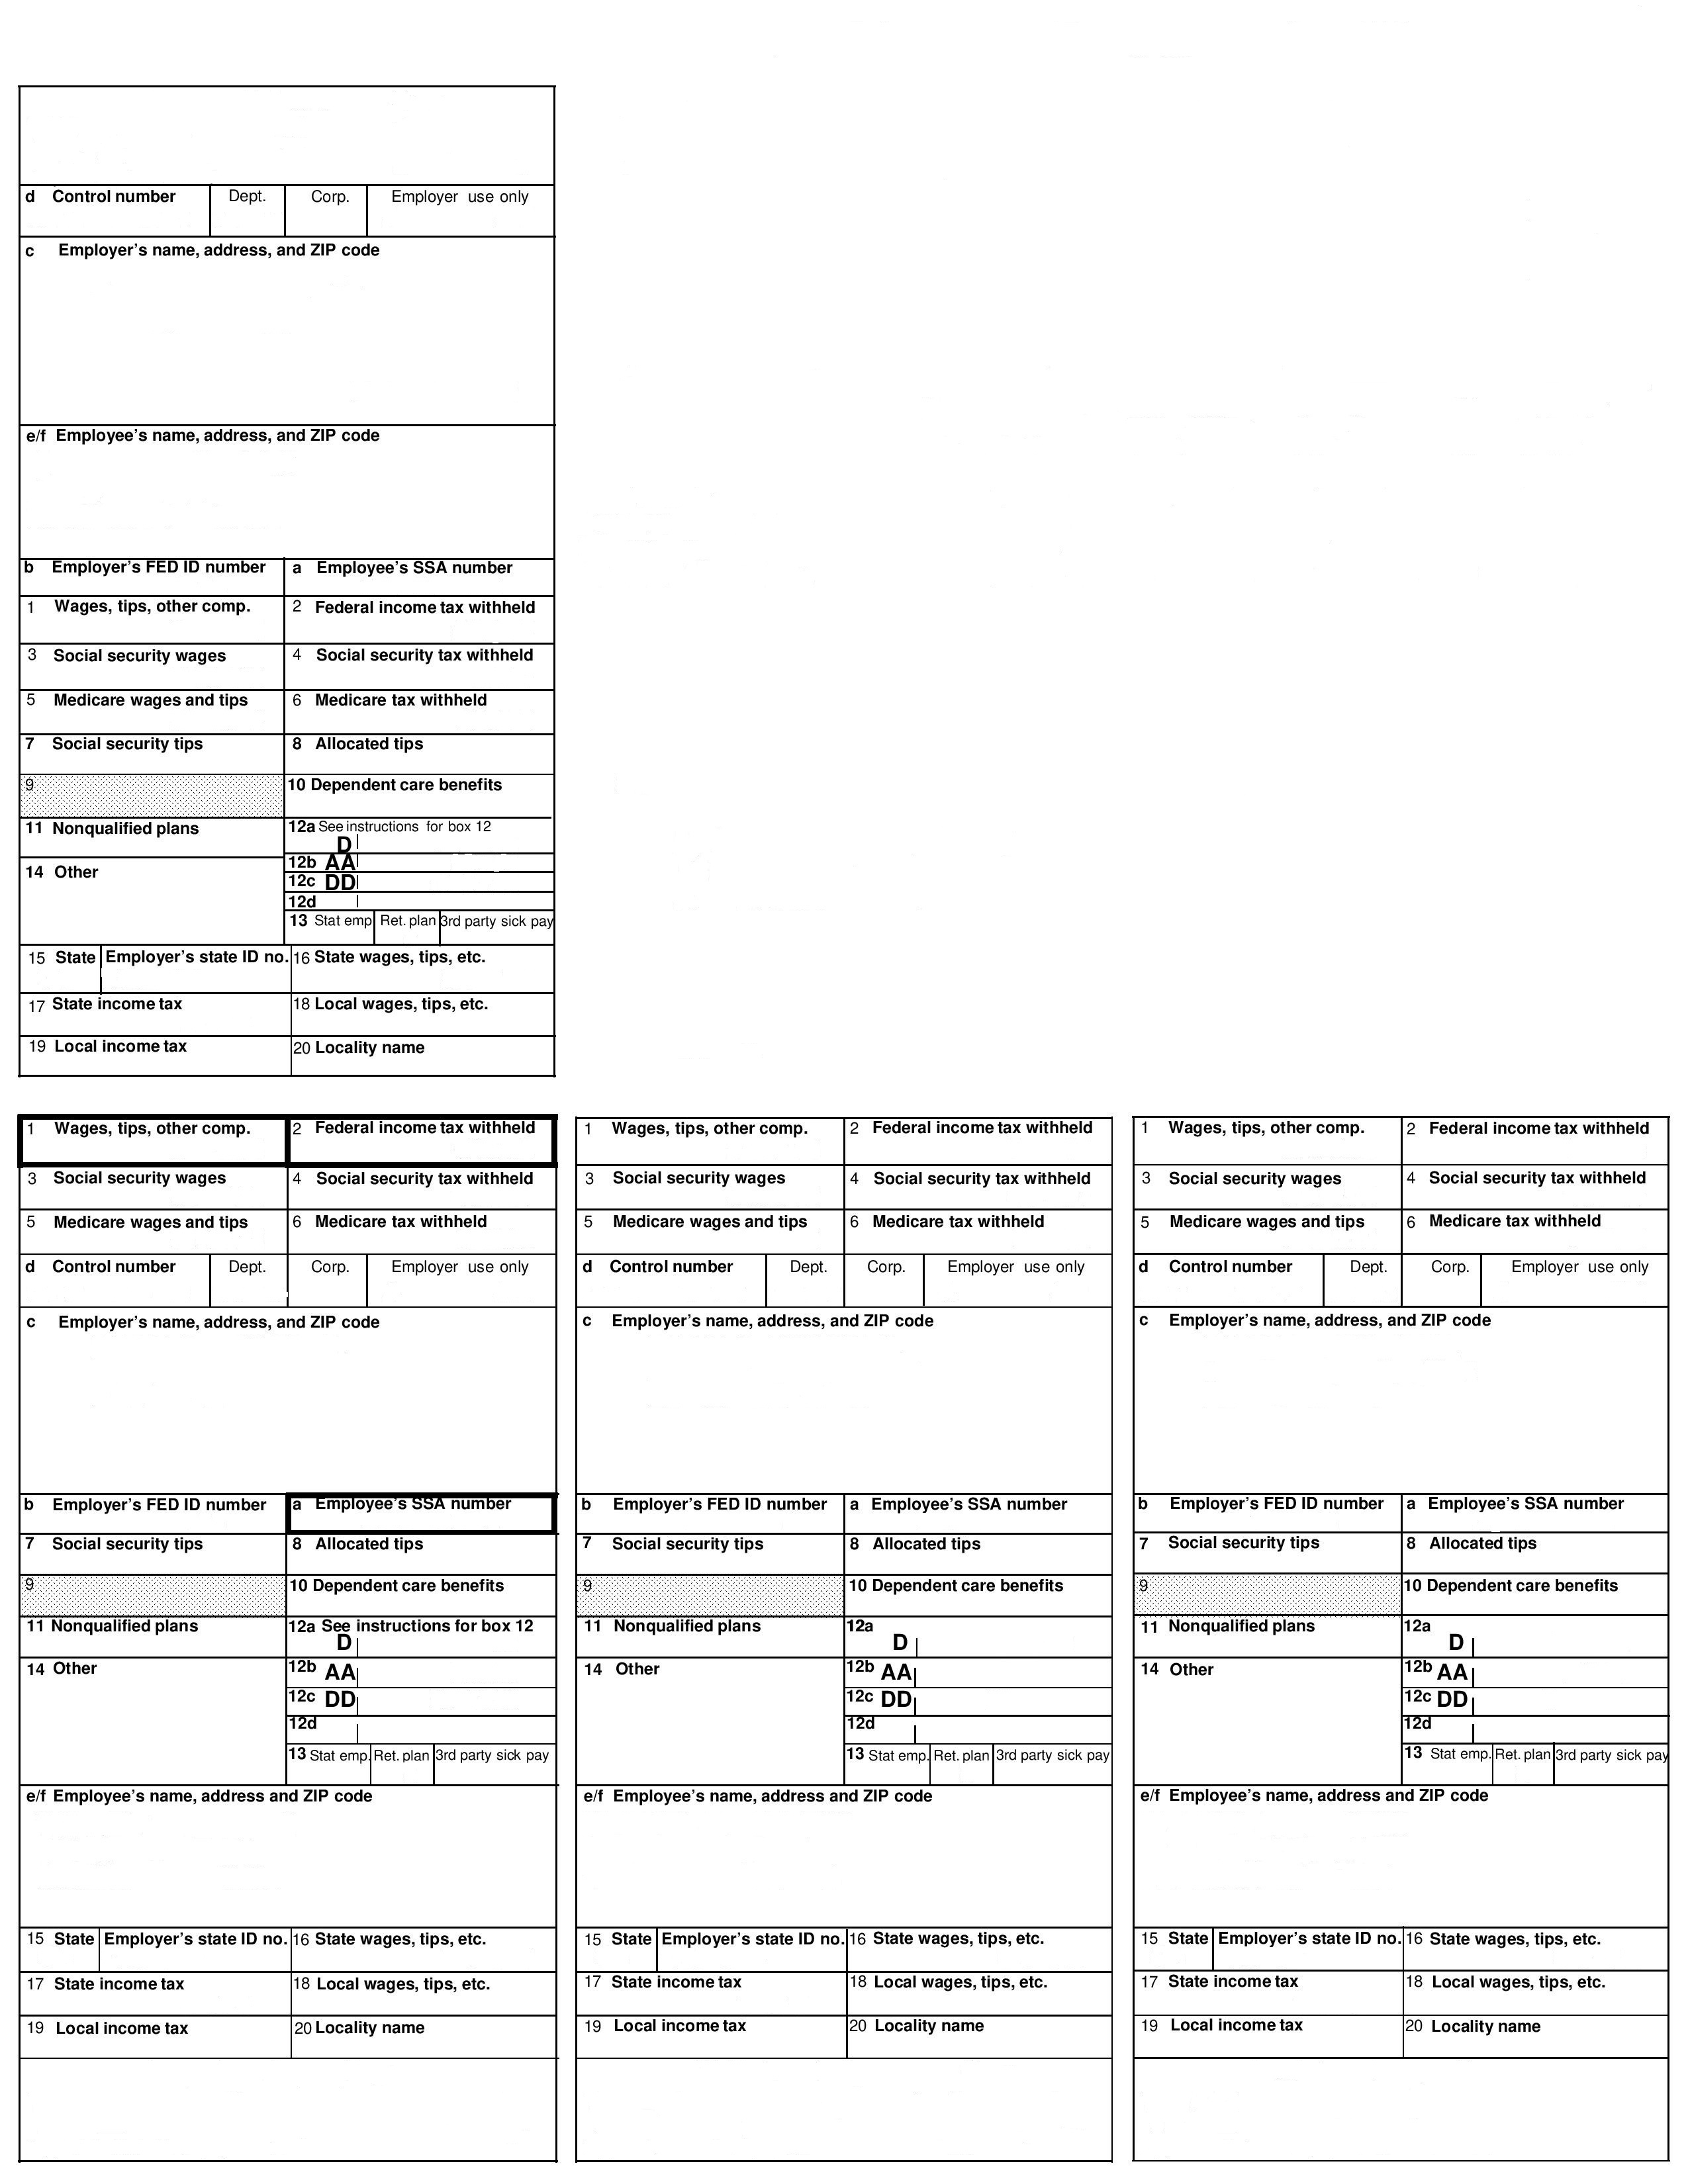 d Control number Dept. Corp. Employer use only
c Employer's name, address, and ZIP code
e/f Employee's name, address, and ZIP code
b Employer's FED ID number a Employee's SSA number
1 Wages, tips, other comp. 2 Federal income tax withheld
3 Social security wages 4 Social security tax withheld
5 Medicare wages and tips 6 Medicare tax withheld
7 Social security tips 8 Allocated tips
9 10 Dependent care benefits
11 Nonqualified plans 12a See instructions for box 12
D
12b AA
14 Other
12c DD
12d
13 Stat emp Ret. plan 3rd party sick pay
15 State Employer's state ID no. 16 State wages, tips, etc.
17 State income tax 18 Local wages, tips, etc.
19 Local income tax 20 Locality name
1 Wages, tips, other comp. 2 Federal income tax withheld
3 Social security wages 4 Social security tax withheld
5 Medicare wages and tips 6 Medicare tax withheld
d Control number Dept. Corp. Employer use only
c Employer's name, address, and ZIP code
b Employer's FED ID number a Employee's SSA number
7 Social security tips 8 Allocated tips
9 10 Dependent care benefits
11 Nonqualified plans 12a See instructions for box 12
D
14 Other 12b AA
12c DD
12d
13 Stat emp. Ret. plan 3rd party sick pay
e/f Employee's name, address and ZIP code
15 State Employer's state ID no. 16 State wages, tips, etc.
17 State income tax 18 Local wages, tips, etc.
19 Local income tax 20 Locality name
1 Wages, tips, other comp. 2 Federal income tax withheld
3 Social security wages 4 Social security tax withheld
5 Medicare wages and tips 6 Medicare tax withheld
d Control number Dept. Corp. Employer use only
c Employer's name, address, and ZIP code
b Employer's FED ID number a Employee's SSA number
7 Social security tips 8 Allocated tips
9 10 Dependent care benefits
11 Nonqualified plans 12a
D
14 Other 12b AA
12c DD
12d
13 Stat emp. Ret. plan 3rd party sick pay
e/f Employee's name, address and ZIP code
15 State Employer's state ID no. 16 State wages, tips, etc.
17 State income tax 18 Local wages, tips, etc.
19 Local income tax 20 Locality name
1 Wages, tips, other comp. 2 Federal income tax withheld
3 Social security wages 4 Social security tax withheld
5 Medicare wages and tips 6 Medicare tax withheld
d Control number Dept. Corp. Employer use only
c Employer's name, address, and ZIP code
b Employer's FED ID number a Employee's SSA number
7 Social security tips 8 Allocated tips
9 10 Dependent care benefits
11 Nonqualified plans 12a
D
14 Other 12b AA
12c DD
12d
13 Stat emp. Ret. plan 3rd party sick pay
e/f Employee's name, address and ZIP code
15 State Employer's state ID no. 16 State wages, tips, etc.
17 State income tax 18 Local wages, tips, etc.
19 Local income tax 20 Locality name